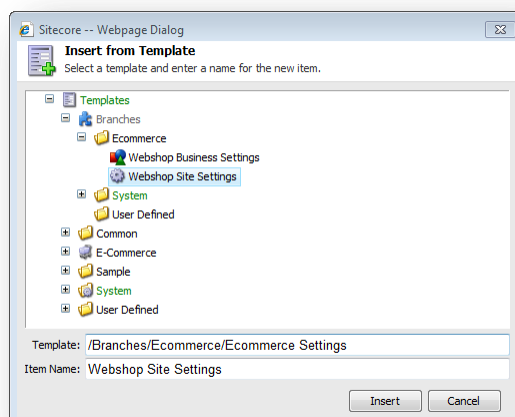 Sitecore -- Webpage Dialog
Insert from Template
Select a template and enter a name for the new item.
Templates
Branches
Ecommerce
Webshop Business Settings
Webshop Site Settings
System
User Defined
Common
E-Commerce
Sample
System
User Defined
Template: /Branches/Ecommerce/Ecommerce Settings
Item Name: Webshop Site Settings
Insert Cancel